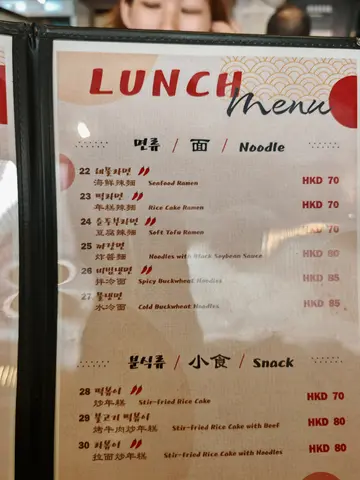 LUNCH
Menu
면류 / 面 / Noodle
22 해물라면
海鮮辣麵 Seafood Ramen HKD 70
23 떡라면
年糕辣麵 Rice Cake Ramen HKD 70
24 순두부라면
豆腐辣麵 Soft Tofu Ramen HKD 70
25 짜장면
炸醬麵 Noodles with Black Soybean Sauce HKD 80
26 비빔냉면
拌冷面 Spicy Buckwheat Noodles HKD 85
27 물냉면
水冷面 Cold Buckwheat Noodles HKD 85
분식류 / 小食 / Snack
28 떡볶이
炒年糕 Stir-Fried Rice Cake HKD 70
29 불고기 떡볶이
烤牛肉炒年糕 Stir-Fried Rice Cake with Beef HKD 80
30 라볶이
拉面炒年糕 Stir-Fried Rice Cake with Noodles HKD 80